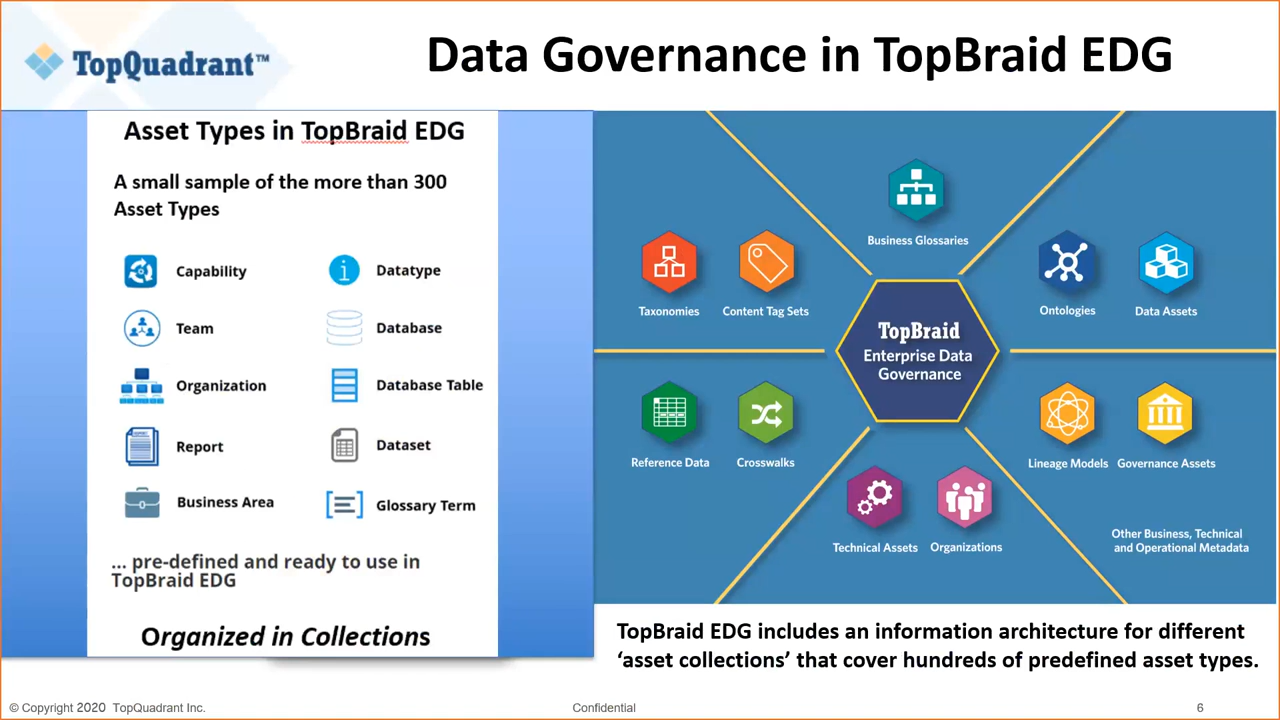 TopQuadrant™
Data Governance in TopBraid EDG
Asset Types in TopBraid EDG
A small sample of the more than 300
Asset Types
Capability
Datatype
Team
Database
Organization
Database Table
Report
Dataset
Business Area
Glossary Term
... pre-defined and ready to use in
TopBraid EDG
Organized in Collections
Business Glossaries
Taxonomies
Content Tag Sets
Ontologies
Data Assets
TopBraid
Enterprise Data
Governance
Reference Data
Crosswalks
Lineage Models
Governance Assets
Technical Assets
Organizations
Other Business, Technical
and Operational Metadata
TopBraid EDG includes an information architecture for different
‘asset collections’ that cover hundreds of predefined asset types.
© Copyright 2020 TopQuadrant Inc.
Confidential
6